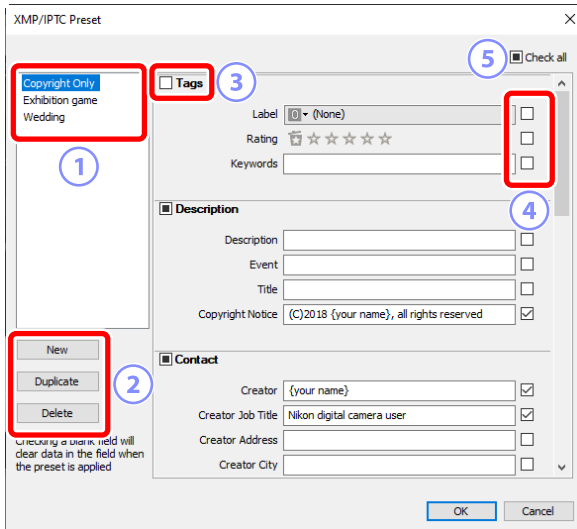 XMP/IPTC Preset
5
Check all
Copyright Only
Exhibition game
Wedding
1
Tags
3
Label
0 (None)
Rating
Keywords
4
Description
Description
Event
Title
Copyright Notice (C)2018 {your name}, all rights reserved
New
Duplicate
Delete
2
Checking a blank field will
clear data in the field when
the preset is applied
Contact
Creator {your name}
Creator Job Title Nikon digital camera user
Creator Address
Creator City
OK
Cancel